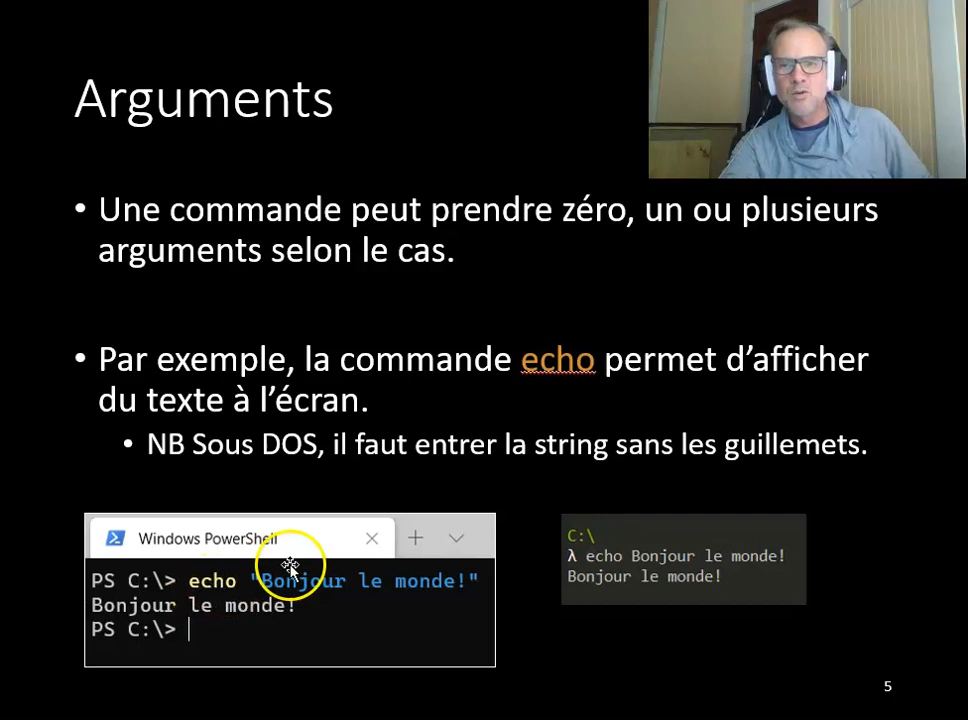 Arguments
• Une commande peut prendre zéro, un ou plusieurs
arguments selon le cas.
• Par exemple, la commande echo permet d’afficher
du texte à l’écran.
• NB Sous DOS, il faut entrer la string sans les guillemets.
Windows PowerShell
PS C:\> echo "Bonjour le monde!"
Bonjour le monde!
PS C:\>
C:\
λ echo Bonjour le monde!
Bonjour le monde!
5